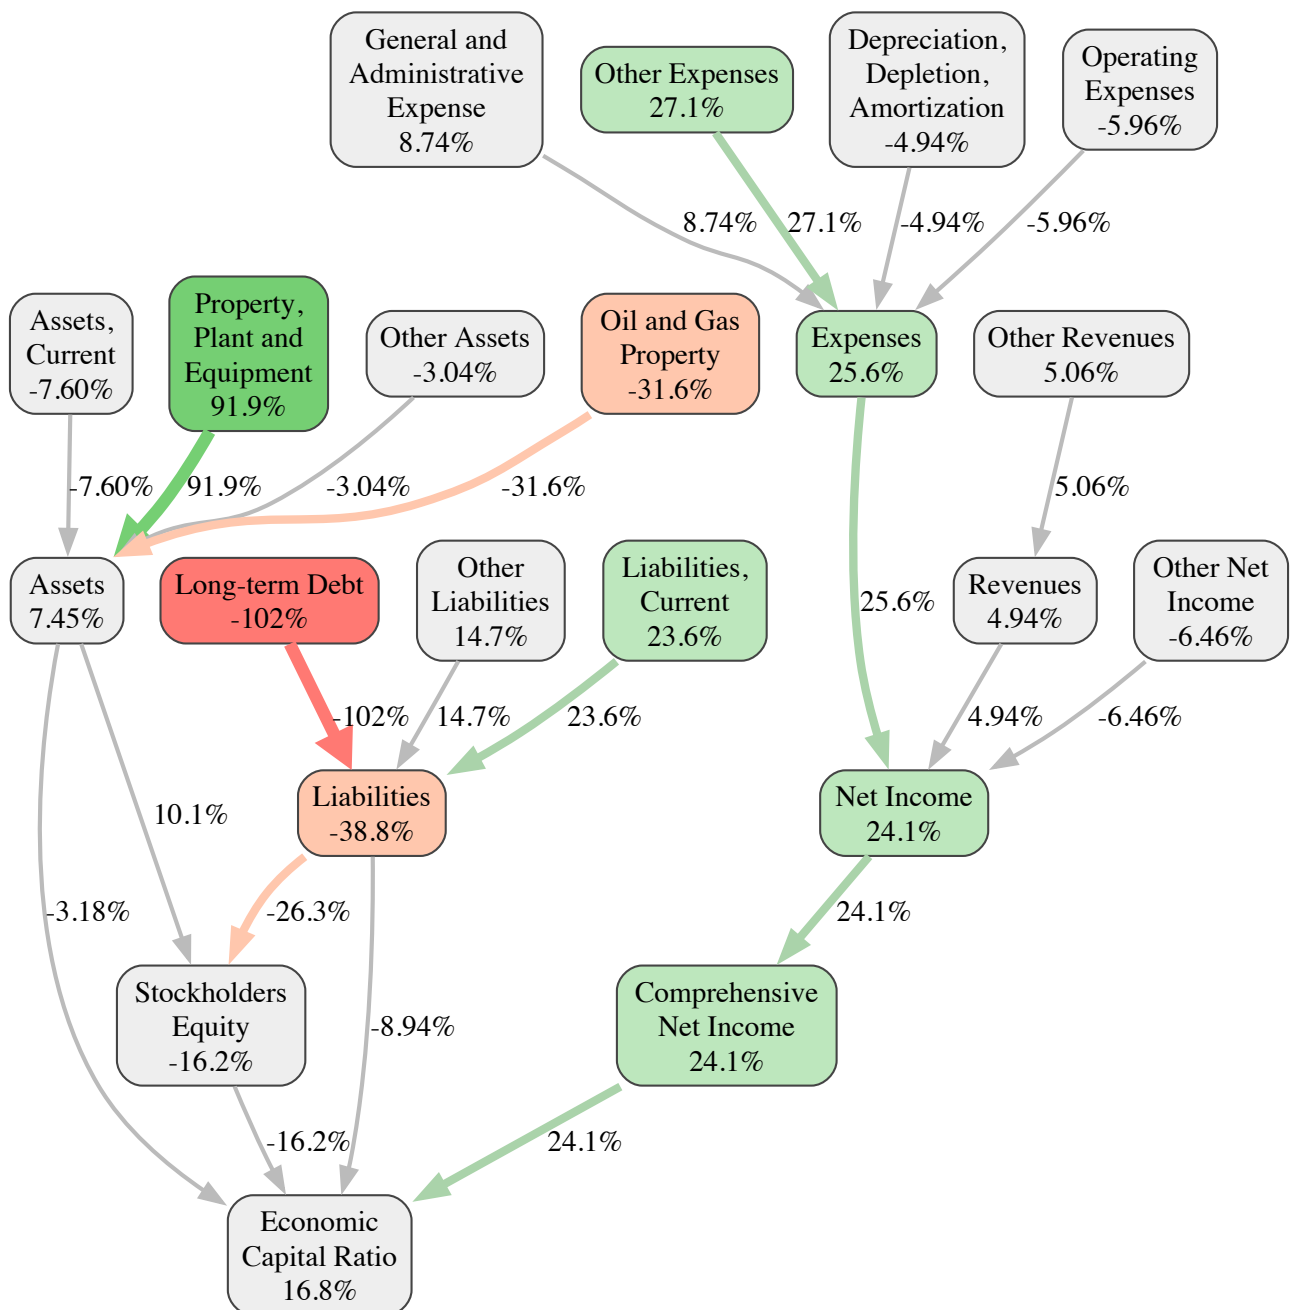 General and
Administrative
Expense
8.74%
Other Expenses
27.1%
Depreciation,
Depletion,
Amortization
-4.94%
Operating
Expenses
-5.96%
8.74%
27.1%
-4.94%
-5.96%
Assets,
Current
-7.60%
Property,
Plant and
Equipment
91.9%
Other Assets
-3.04%
Oil and Gas
Property
-31.6%
Expenses
25.6%
Other Revenues
5.06%
-7.60%
91.9%
-3.04%
-31.6%
5.06%
Assets
7.45%
Long-term Debt
-102%
Other
Liabilities
14.7%
Liabilities,
Current
23.6%
25.6%
Revenues
4.94%
Other Net
Income
-6.46%
-102%
14.7%
23.6%
4.94%
-6.46%
10.1%
Liabilities
-38.8%
Net Income
24.1%
-3.18%
-26.3%
24.1%
Stockholders
Equity
-16.2%
-8.94%
Comprehensive
Net Income
24.1%
-16.2%
24.1%
Economic
Capital Ratio
16.8%